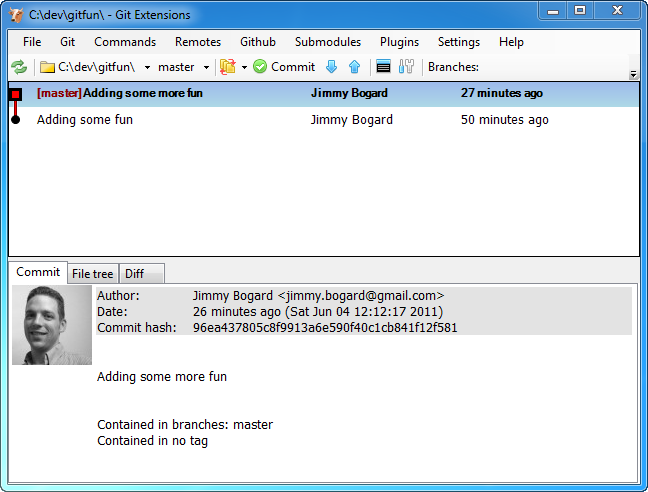 C:\dev\gitfun\ - Git Extensions
File Git Commands Remotes Github Submodules Plugins Settings Help
C:\dev\gitfun\ master Commit Branches:
[master]Adding some more fun Jimmy Bogard 27 minutes ago
Adding some fun Jimmy Bogard 50 minutes ago
Commit File tree Diff
Author: Jimmy Bogard <jimmy.bogard@gmail.com>
Date: 26 minutes ago (Sat Jun 04 12:12:17 2011)
Commit hash: 96ea437805c8f9913a6e590f40c1cb841f12f581
Adding some more fun
Contained in branches: master
Contained in no tag